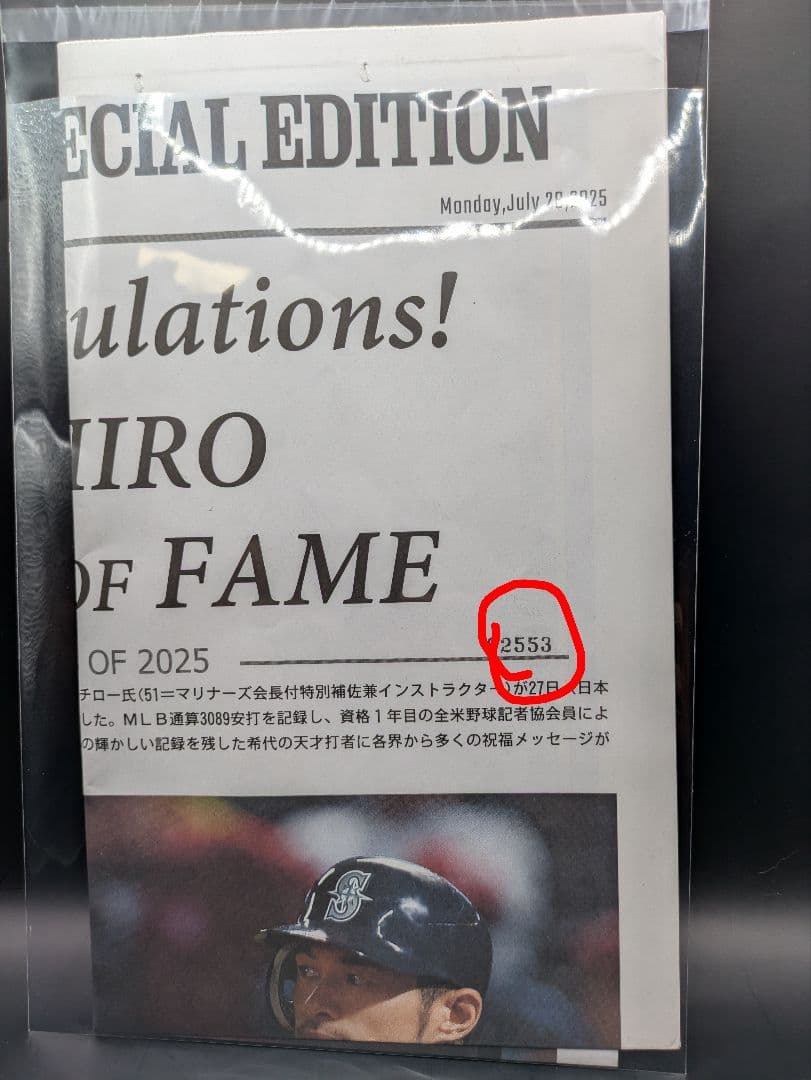 ECIAL EDITION
Monday,July 28,2025
ulations!
HIRO
OF FAME
OF 2025
2553
チロー氏(51=マリナーズ会長付特別補佐兼インストラクター)が27日、日本
した。MLB通算3089安打を記録し、資格1年目の全米野球記者協会員によ
の輝かしい記録を残した希代の天才打者に各界から多くの祝福メッセージが
S